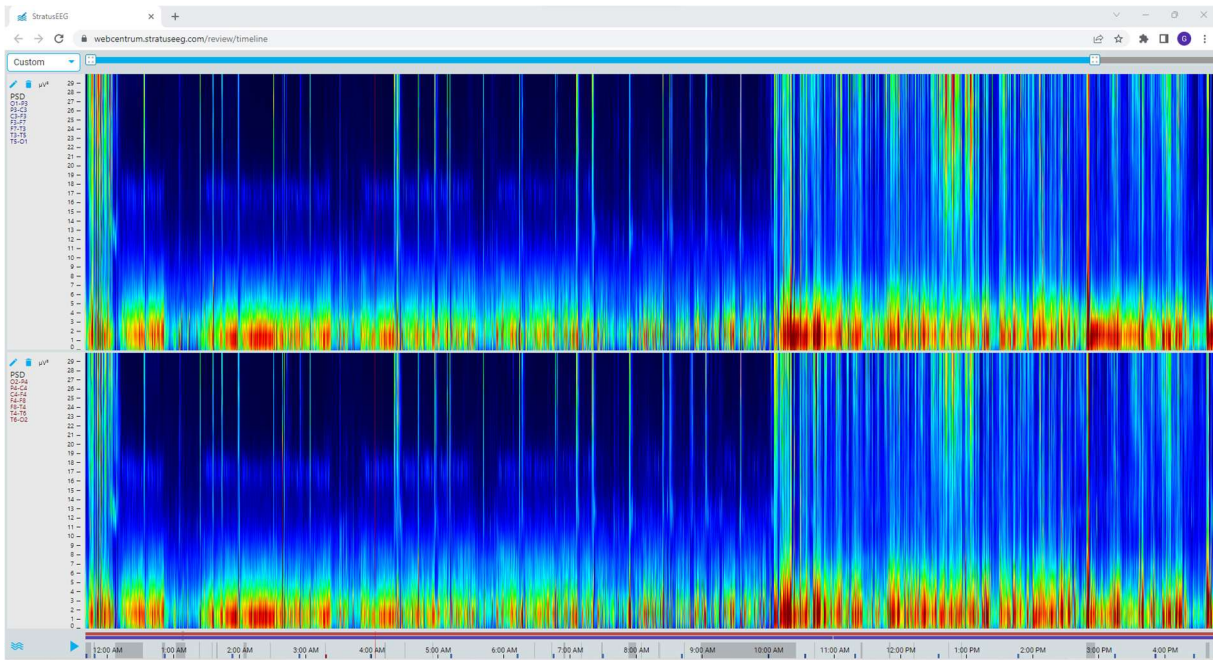 StratusEEG
webcentrum.stratuseeg.com/review/timeline
G
Custom
μV²
PSD
O1-P3
P3-C3
C3-F3
F3-F7
F7-T3
T3-T5
T5-O1
29
28
27
26
25
24
23
22
21
20
19
18
17
16
15
14
13
12
11
10
9
8
7
6
5
4
3
2
1
0
μV²
PSD
O2-P4
P4-C4
C4-F4
F4-F8
F8-T4
T4-T6
T6-O2
29
28
27
26
25
24
23
22
21
20
19
18
17
16
15
14
13
12
11
10
9
8
7
6
5
4
3
2
1
0
12:00 AM 1:00 AM 2:00 AM 3:00 AM 4:00 AM 5:00 AM 6:00 AM 7:00 AM 8:00 AM 9:00 AM 10:00 AM 11:00 AM 12:00 PM 1:00 PM 2:00 PM 3:00 PM 4:00 PM